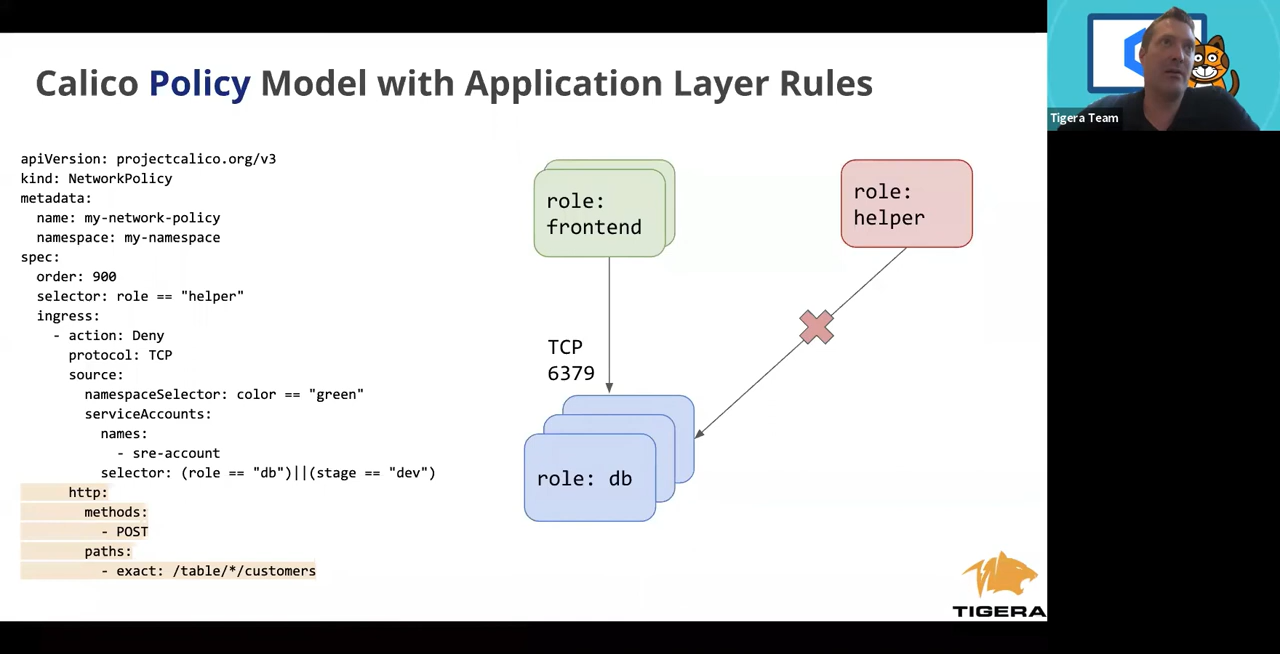 Calico Policy Model with Application Layer Rules
apiVersion: projectcalico.org/v3
kind: NetworkPolicy
metadata:
  name: my-network-policy
  namespace: my-namespace
spec:
  order: 900
  selector: role == "helper"
  ingress:
    - action: Deny
      protocol: TCP
      source:
        namespaceSelector: color == "green"
        serviceAccounts:
          names:
            - sre-account
          selector: (role == "db")||(stage == "dev")
      http:
        methods:
          - POST
        paths:
          - exact: /table/*/customers
role:
frontend
role:
helper
TCP
6379
role: db
TIGERA
Tigera Team